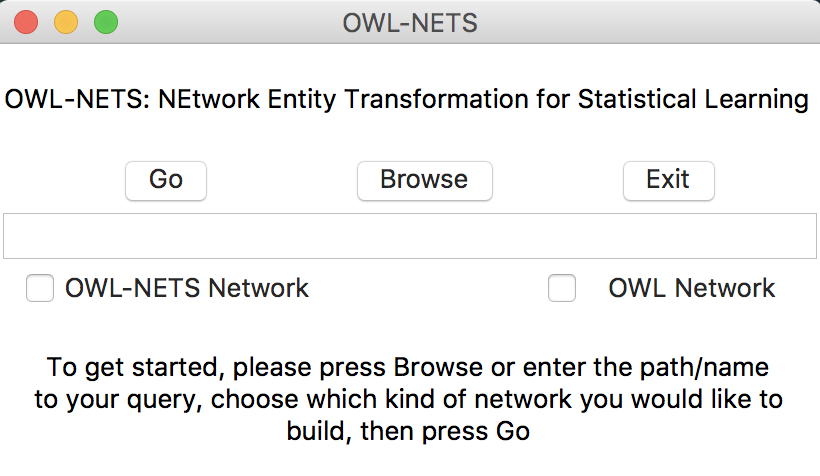 OWL-NETS
OWL-NETS: NEtwork Entity Transformation for Statistical Learning
Go Browse Exit
OWL-NETS Network OWL Network
To get started, please press Browse or enter the path/name
to your query, choose which kind of network you would like to
build, then press Go